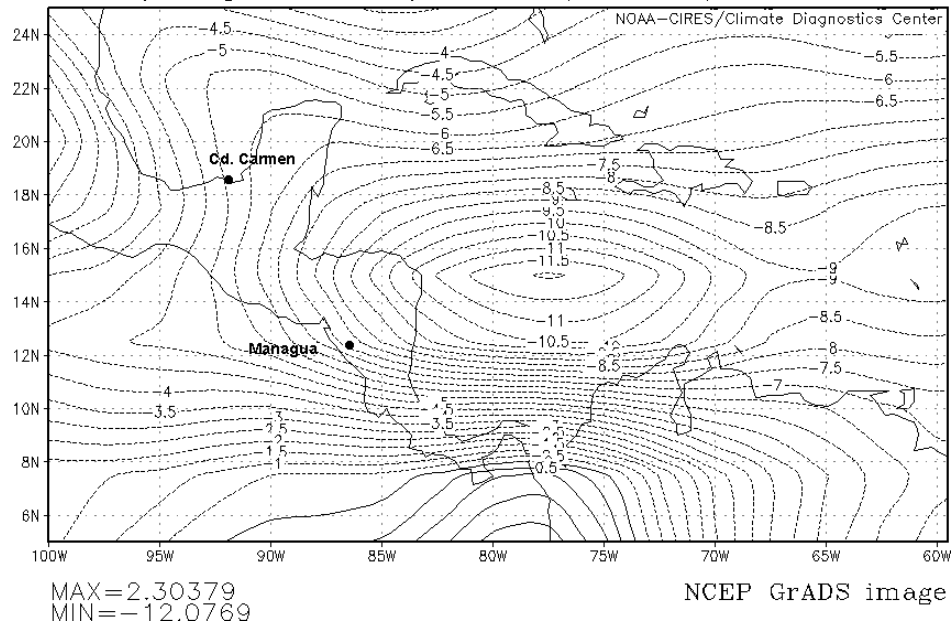 NOAA-CIRES/Climate Diagnostics Center
24N
22N
20N
18N
16N
14N
12N
10N
8N
6N
-4.5
-5
-4
-4.5
-5
-5.5
-6
-6.5
-5.5
-6
-6.5
Cd. Carmen
-7.5
-8
-8.5
-9
-9.5
-10
-10.5
-11
-11.5
-8.5
-9
-9
-11
-10.5
-8.5
-8.5
-8
-7.5
-7
Managua
-4
-3.5
-3
-2.5
-2
-1.5
-1
-4.5
-3.5
-0.5
100W 95W 90W 85W 80W 75W 70W 65W 60W
MAX=2.30379
MIN=-12.0769
NCEP GrADS image